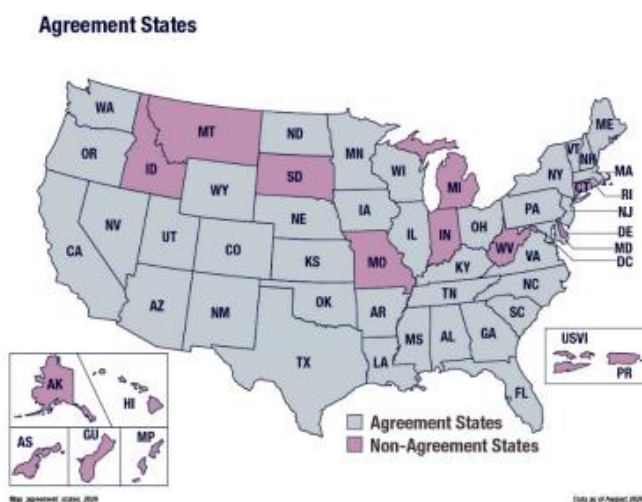 Agreement States
WA
MT
ND
MN
ME
VT
NH
OR
ID
SD
WI
MI
NY
MA
CT
RI
WY
IA
PA
NJ
NV
NE
IL
IN
OH
DE
MD
DC
UT
CO
KS
MO
WV
VA
CA
KY
NC
AZ
NM
OK
AR
TN
SC
TX
LA
MS
AL
GA
USVI
PR
AK
HI
FL
Agreement States
Non-Agreement States
AS
GU
MP